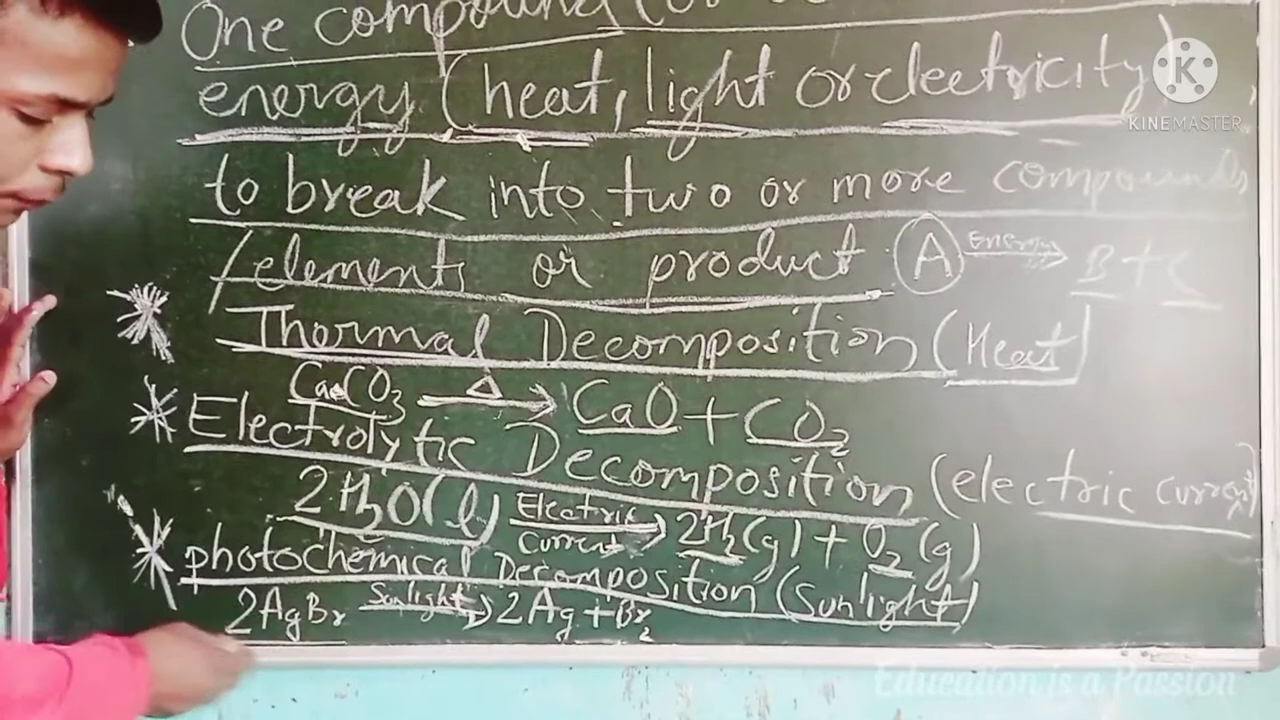 One compound
energy (heat, light or electricity)
KINEMASTER
to break into two or more compounds
/elements or product A Energy→ B + C
Thermal Decomposition (Heat)
CaCO₃ Δ→ CaO + CO₂
Electrolytic Decomposition (electric current)
2H₂O(l) Electric Current→ 2H₂(g) + O₂(g)
photochemical Decomposition (Sunlight)
2AgBr Sunlight→ 2Ag + Br₂
Education is a Passion